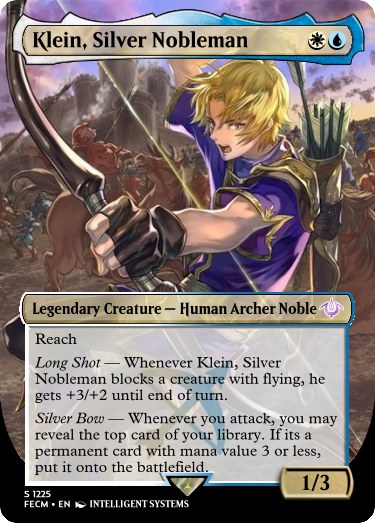 Klein, Silver Nobleman
Legendary Creature — Human Archer Noble
Reach
Long Shot — Whenever Klein, Silver
Nobleman blocks a creature with flying, he
gets +3/+2 until end of turn.
Silver Bow — Whenever you attack, you may
reveal the top card of your library. If its a
permanent card with mana value 3 or less,
put it onto the battlefield.
1/3
S 1225
FECM • EN INTELLIGENT SYSTEMS